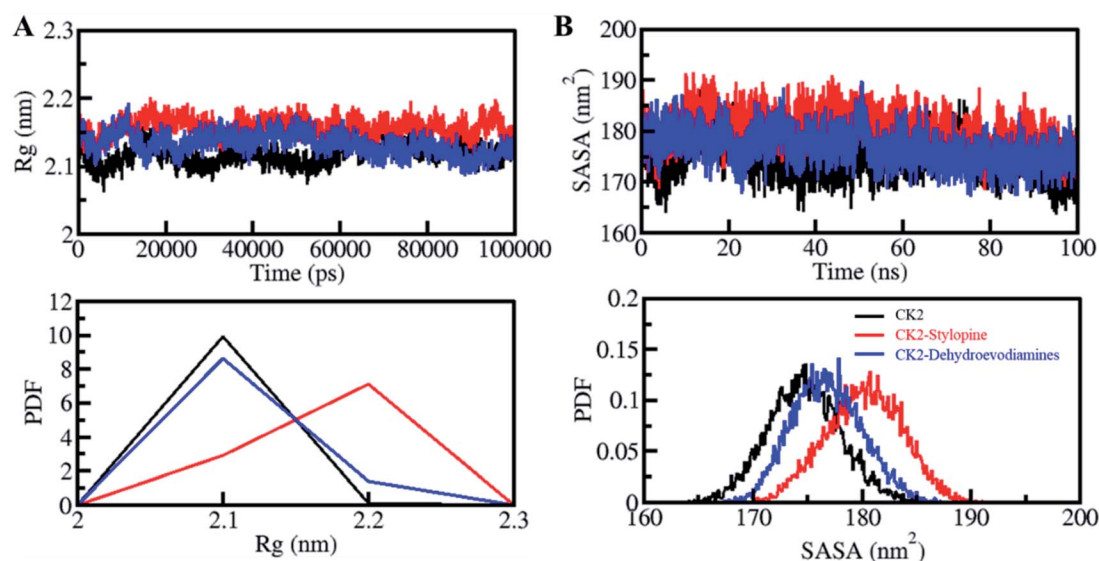 A
2.3
2.2
2.1
2
Rg (nm)
0 20000 40000 60000 80000 100000
Time (ps)
B
200
190
180
170
160
SASA (nm2)
0 20 40 60 80 100
Time (ns)
12
10
8
6
4
2
0
PDF
2 2.1 2.2 2.3
Rg (nm)
0.2
0.15
0.1
0.05
0
PDF
CK2
CK2-Stylopine
CK2-Dehydroevodiamines
160 170 180 190 200
SASA (nm2)